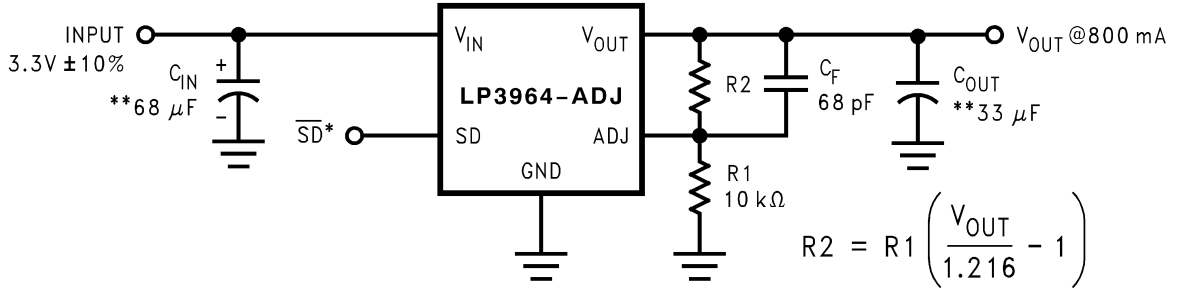 INPUT
3.3V ±10%
+
C_IN
**68 μF
−
S̅D̅*
V_IN
V_OUT
LP3964-ADJ
SD
ADJ
GND
R2
C_F
68 pF
R1
10 kΩ
V_OUT @800 mA
C_OUT
**33 μF
R2 = R1 (V_OUT / 1.216 − 1)